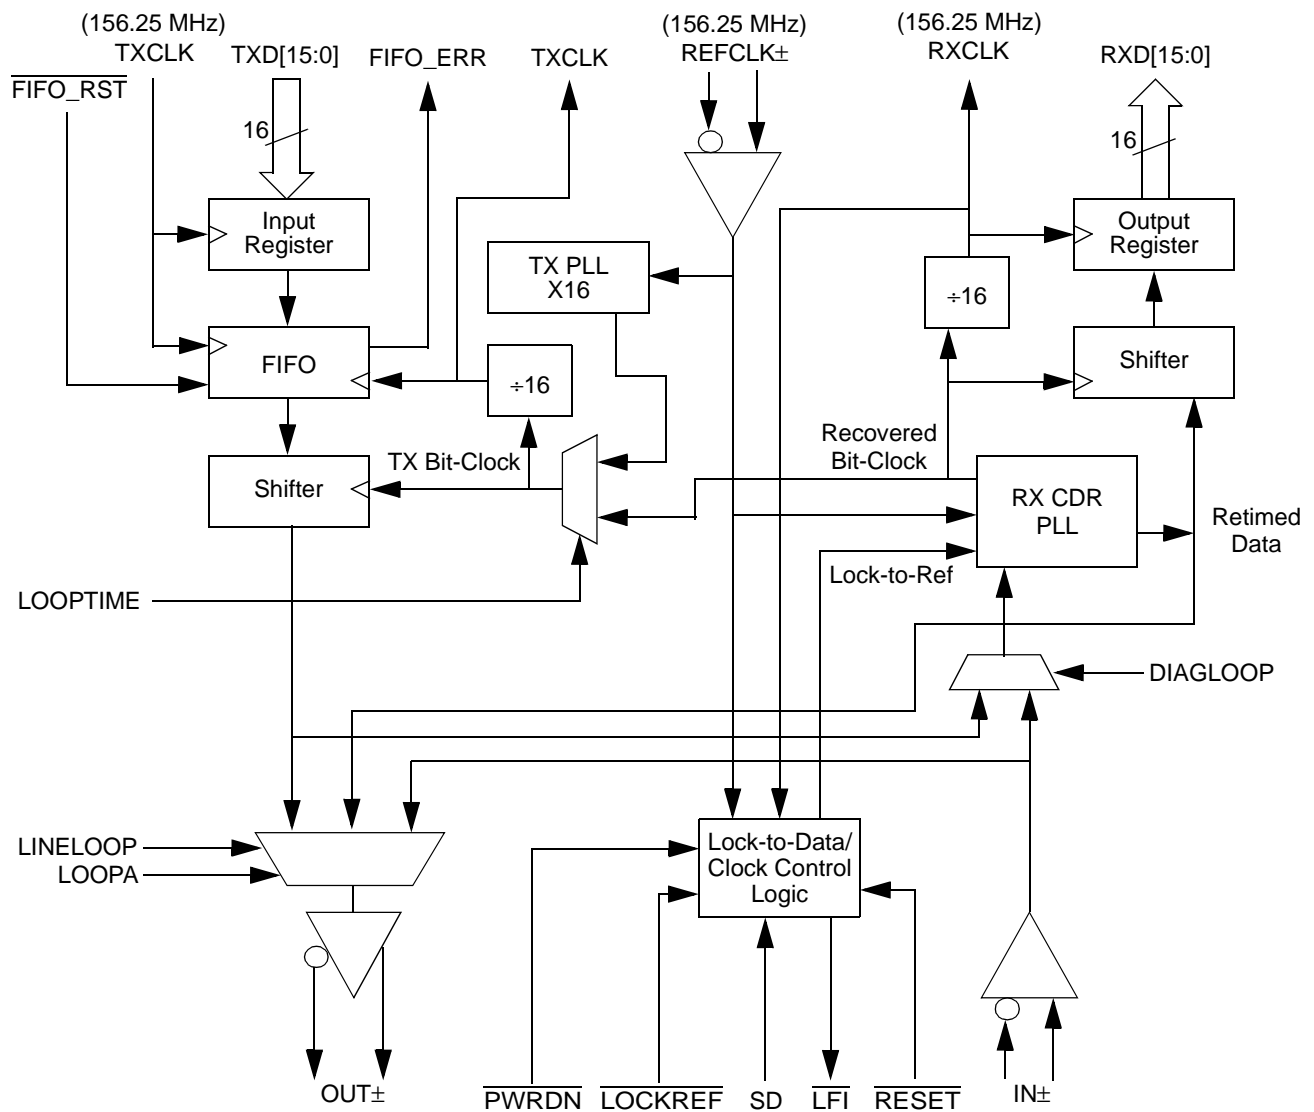 (156.25 MHz)
TXCLK
TXD[15:0]
FIFO_ERR
TXCLK
(156.25 MHz)
REFCLK±
(156.25 MHz)
RXCLK
RXD[15:0]
FIFO_RST
16
16
Input
Register
Output
Register
TX PLL
X16
÷16
FIFO
÷16
Shifter
Recovered
Bit-Clock
TX Bit-Clock
Shifter
RX CDR
PLL
Retimed
Data
Lock-to-Ref
LOOPTIME
DIAGLOOP
LINELOOP
LOOPA
Lock-to-Data/
Clock Control
Logic
OUT±
PWRDN
LOCKREF
SD
LFI
RESET
IN±